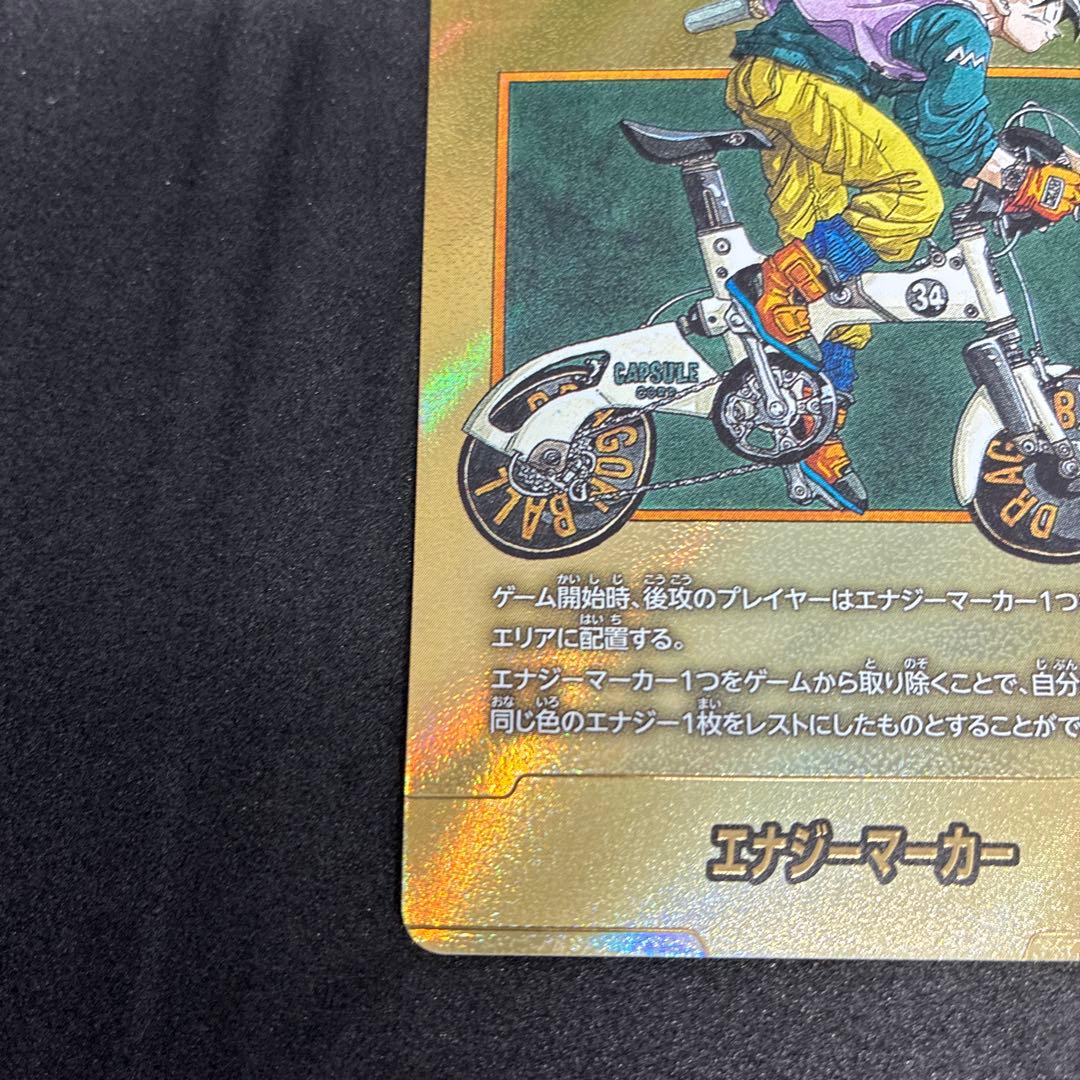 34
CAPSULE
CORP
DRAGON BALL
DRAG B
ゲーム開始時、後攻のプレイヤーはエナジーマーカー1つ
エリアに配置する。
エナジーマーカー1つをゲームから取り除くことで、自分
同じ色のエナジー1枚をレストにしたものとすることがで
エナジーマーカー